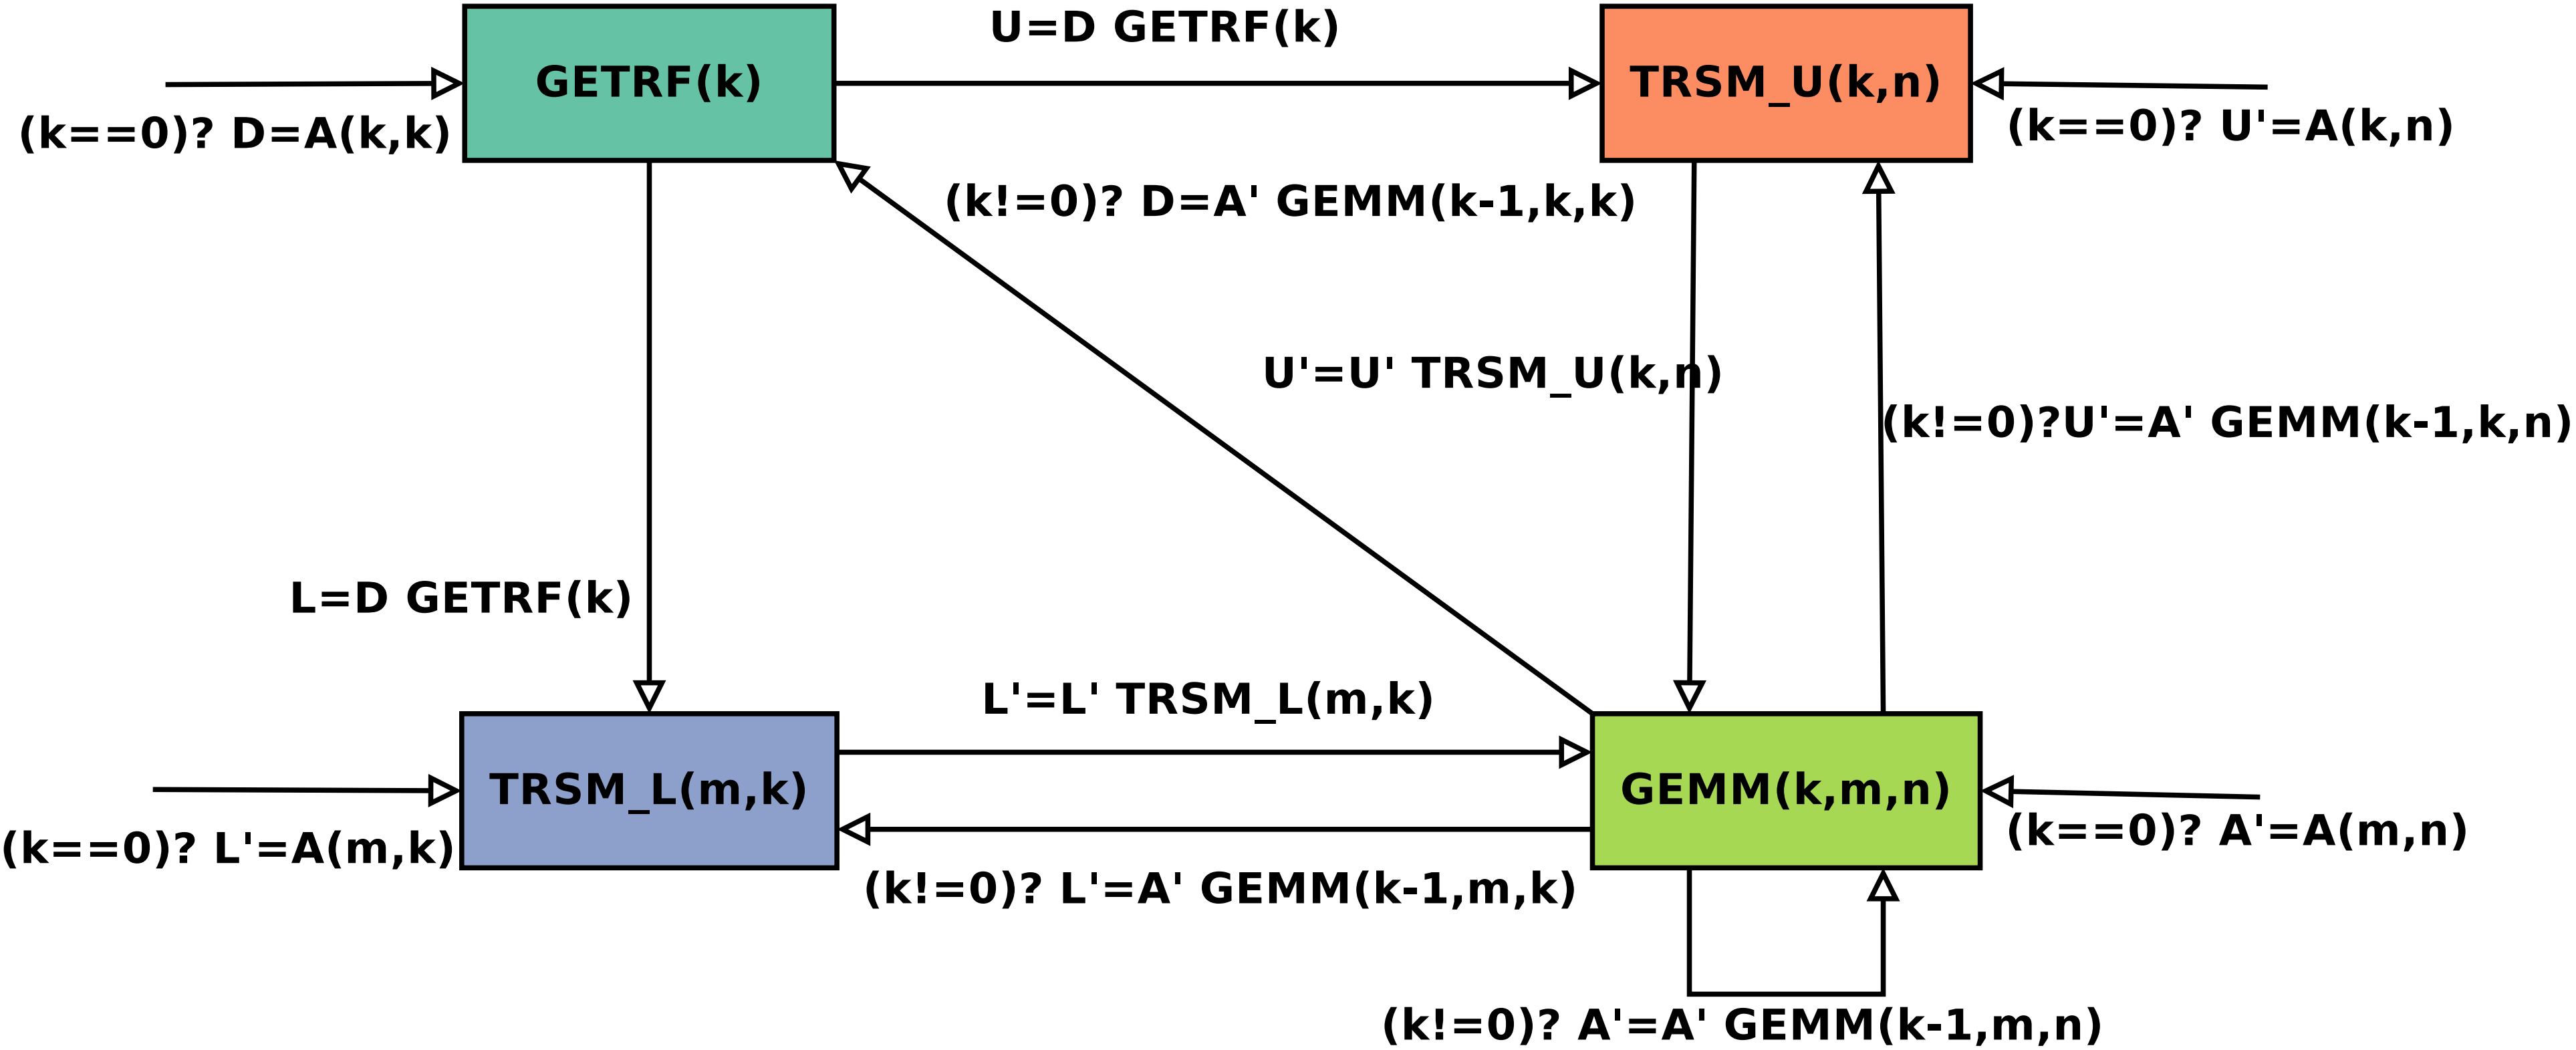 U=D GETRF(k)
GETRF(k)
TRSM_U(k,n)
(k==0)? D=A(k,k)
(k==0)? U'=A(k,n)
(k!=0)? D=A' GEMM(k-1,k,k)
U'=U' TRSM_U(k,n)
(k!=0)?U'=A' GEMM(k-1,k,n)
L=D GETRF(k)
L'=L' TRSM_L(m,k)
TRSM_L(m,k)
GEMM(k,m,n)
(k==0)? L'=A(m,k)
(k==0)? A'=A(m,n)
(k!=0)? L'=A' GEMM(k-1,m,k)
(k!=0)? A'=A' GEMM(k-1,m,n)